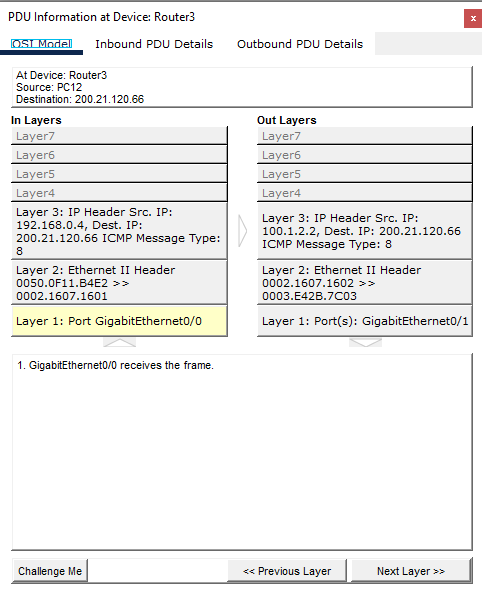 PDU Information at Device: Router3
x
OSI Model Inbound PDU Details Outbound PDU Details
At Device: Router3
Source: PC12
Destination: 200.21.120.66
In Layers
Layer7
Layer6
Layer5
Layer4
Layer 3: IP Header Src. IP:
192.168.0.4, Dest. IP:
200.21.120.66 ICMP Message Type:
8
Layer 2: Ethernet II Header
0050.0F11.B4E2 >>
0002.1607.1601
Layer 1: Port GigabitEthernet0/0
Out Layers
Layer7
Layer6
Layer5
Layer4
Layer 3: IP Header Src. IP:
100.1.2.2, Dest. IP: 200.21.120.66
ICMP Message Type: 8
Layer 2: Ethernet II Header
0002.1607.1602 >>
0003.E42B.7C03
Layer 1: Port(s): GigabitEthernet0/1
1. GigabitEthernet0/0 receives the frame.
Challenge Me << Previous Layer Next Layer >>